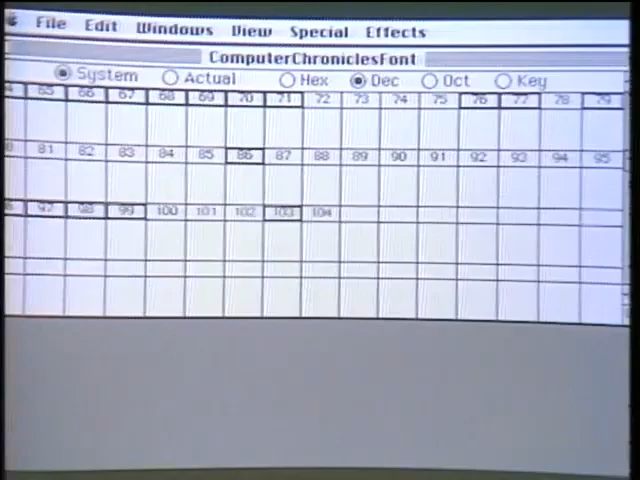 File Edit Windows View Special Effects
ComputerChroniclesFont
System Actual Hex Dec Oct Key
65 66 67 68 69 70 71 72 73 74 75 76 77 78 79
81 82 83 84 85 86 87 88 89 90 91 92 93 94 95
97 98 99 100 101 102 103 104